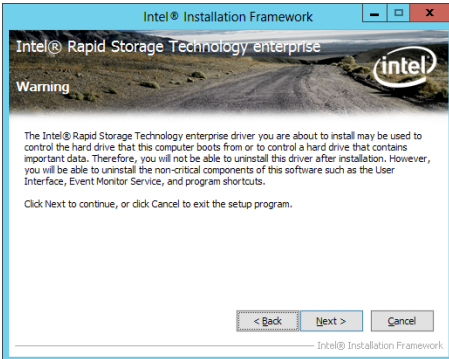 Intel® Installation Framework
Intel® Rapid Storage Technology enterprise
intel
Warning
The Intel® Rapid Storage Technology enterprise driver you are about to install may be used to
control the hard drive that this computer boots from or to control a hard drive that contains
important data. Therefore, you will not be able to uninstall this driver after installation. However,
you will be able to uninstall the non-critical components of this software such as the User
Interface, Event Monitor Service, and program shortcuts.
Click Next to continue, or click Cancel to exit the setup program.
< Back Next > Cancel
Intel® Installation Framework